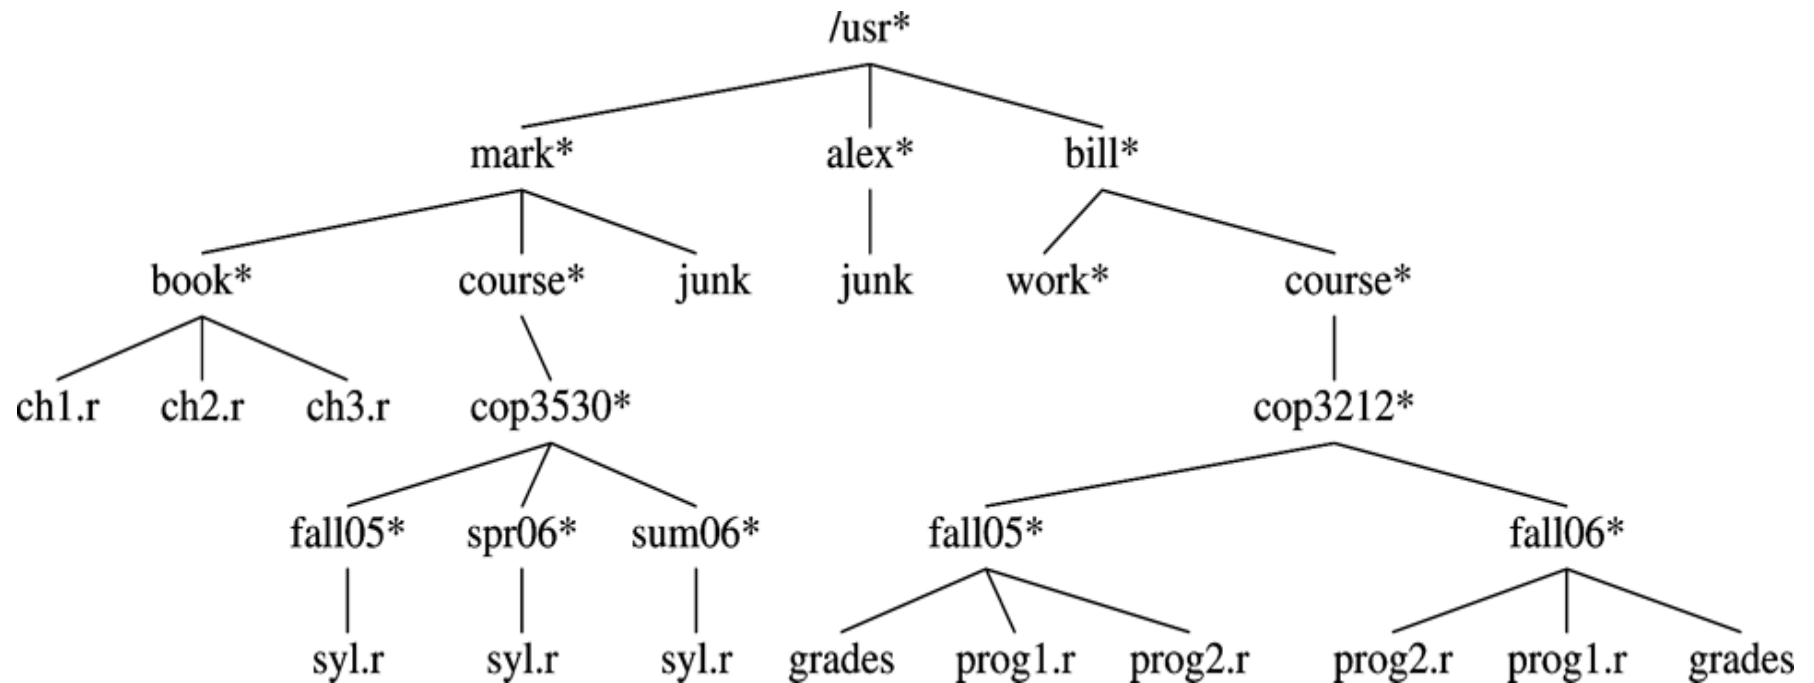 /usr*
mark* alex* bill*
book* course* junk junk work* course*
ch1.r ch2.r ch3.r cop3530* cop3212*
fall05* spr06* sum06* fall05* fall06*
syl.r syl.r syl.r grades prog1.r prog2.r prog2.r prog1.r grades